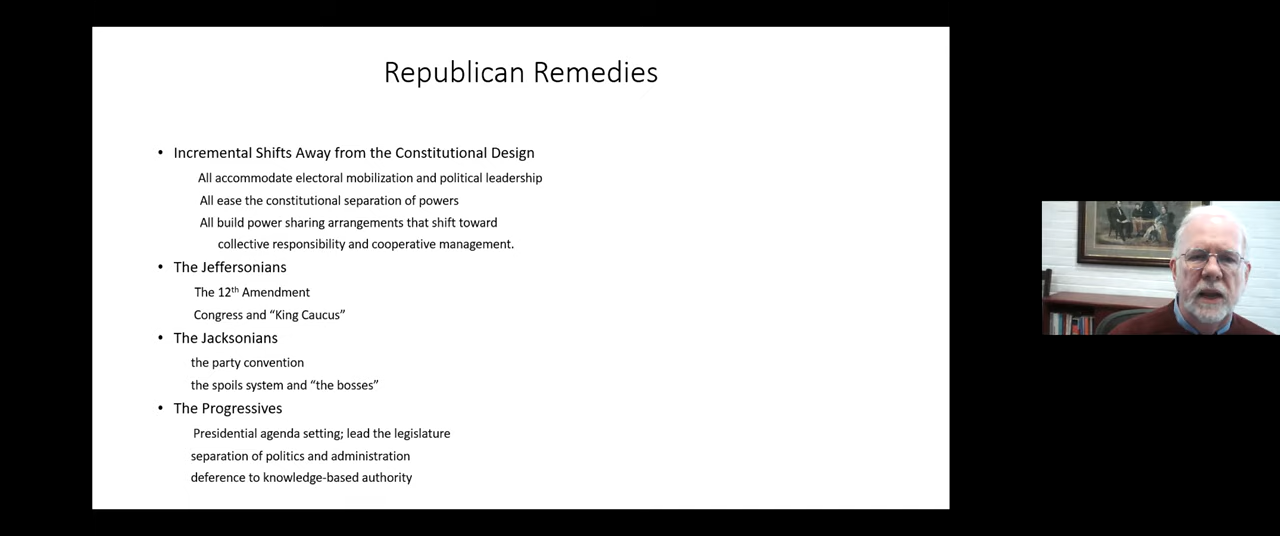 Republican Remedies
• Incremental Shifts Away from the Constitutional Design
All accommodate electoral mobilization and political leadership
All ease the constitutional separation of powers
All build power sharing arrangements that shift toward
collective responsibility and cooperative management.
• The Jeffersonians
The 12th Amendment
Congress and “King Caucus”
• The Jacksonians
the party convention
the spoils system and “the bosses”
• The Progressives
Presidential agenda setting; lead the legislature
separation of politics and administration
deference to knowledge-based authority